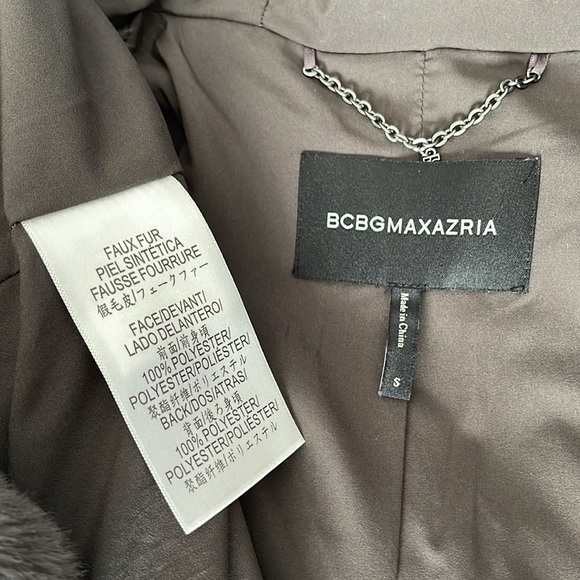 FAUX FUR
PIEL SINTETICA
FAUSSE FOURRURE
假毛皮/フェークファー
FACE/DEVANT/
LADO DELANTERO/
前面/前身頃
100% POLYESTER/
POLYESTER/POLIÉSTER/
聚酯纤维/ポリエステル
BACK/DOS/ATRÁS/
背面/後ろ身頃
100% POLYESTER/
POLYESTER/POLIÉSTER/
聚酯纤维/ポリエステル
BCBGMAXAZRIA
Made in China
S